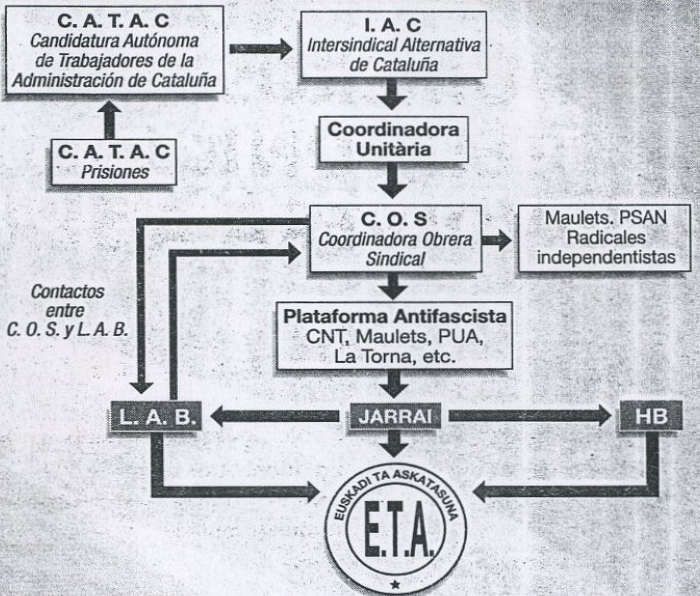 C. A. T. A. C
Candidatura Autónoma
de Trabajadores de la
Administración de Cataluña
I. A. C
Intersindical Alternativa
de Cataluña
C. A. T. A. C
Prisiones
Coordinadora
Unitària
C. O. S
Coordinadora Obrera
Sindical
Maulets. PSAN
Radicales
independentistas
Contactos
entre
C. O. S. y L. A. B.
Plataforma Antifascista
CNT, Maulets, PUA,
La Torna, etc.
L. A. B.
JARRAI
HB
EUSKADI TA ASKATASUNA
E.T.A.